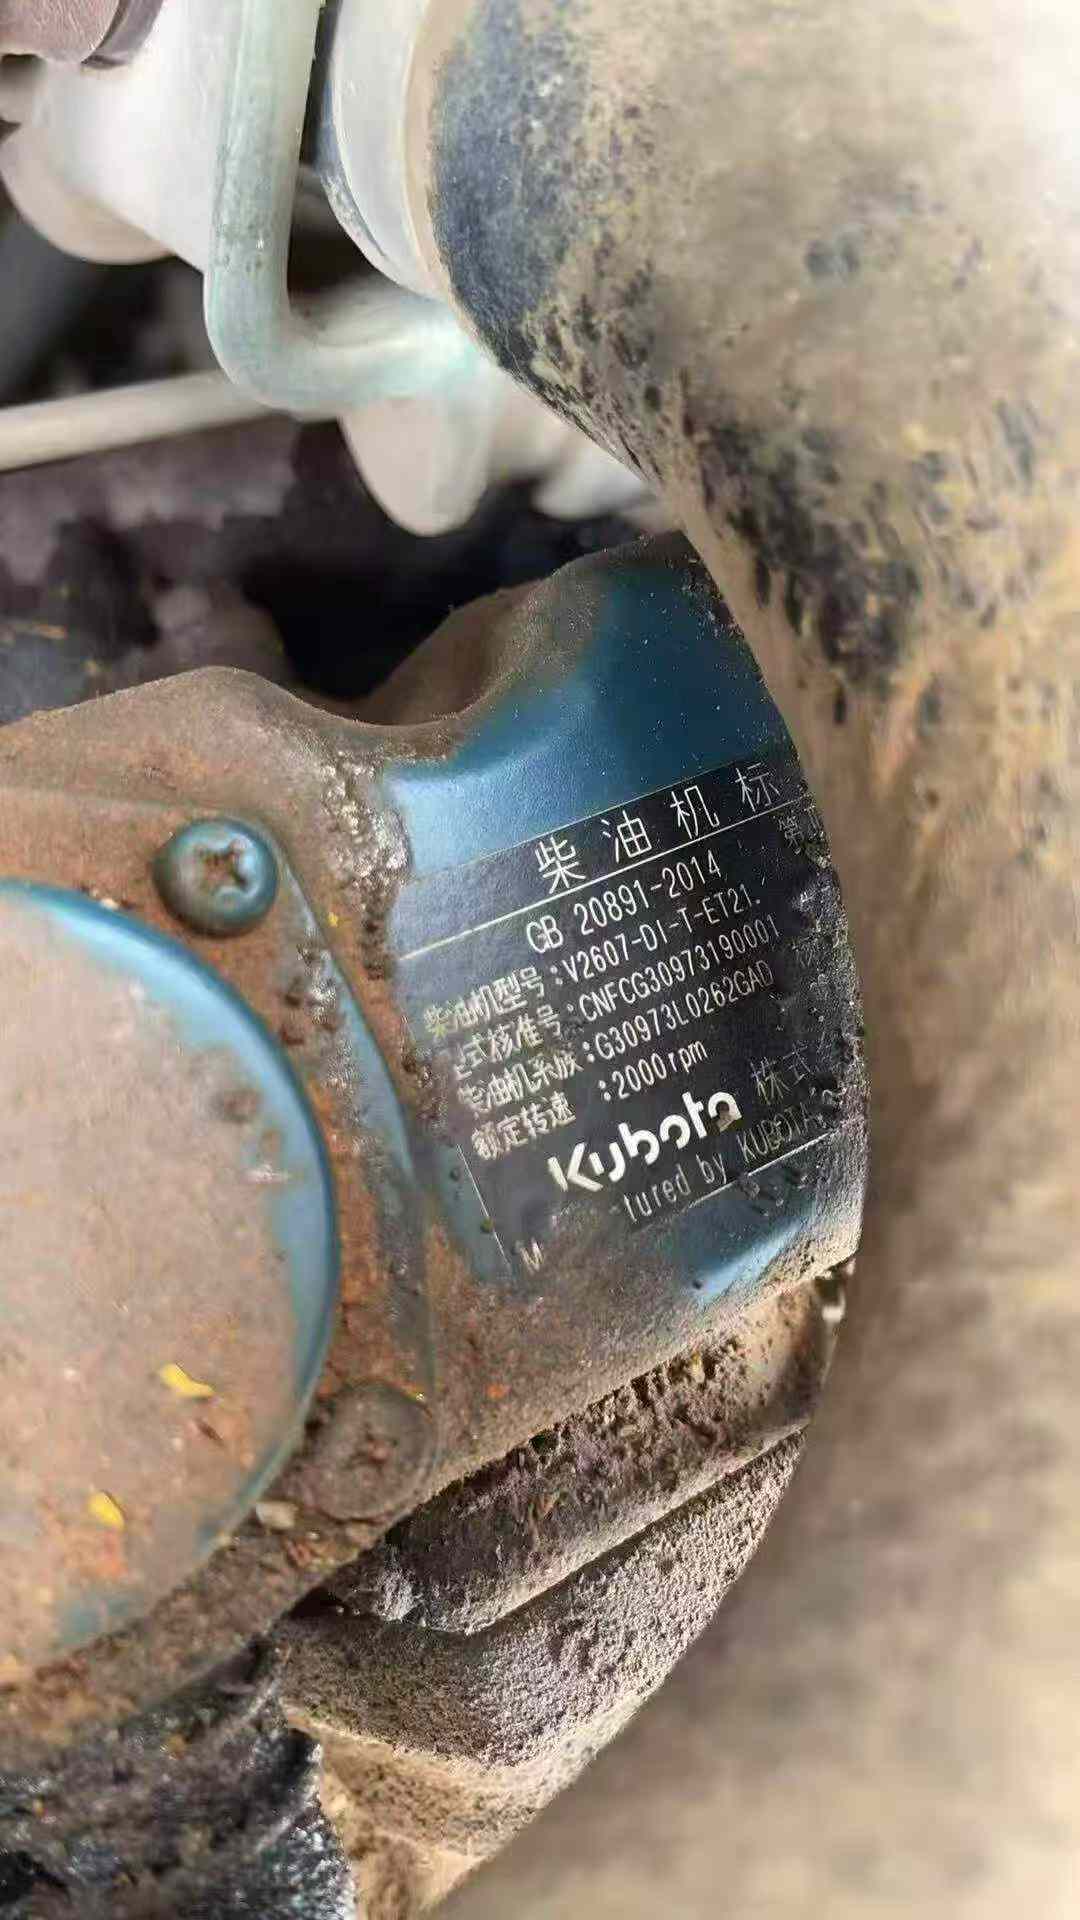 柴油机标
GB 20891-2014 第
柴油机型号:V2607-DI-T-ET21
式核准号:CNFCG30973190001
柴油机系族:G30973L0262GAD
额定转速:2000rpm
Kubota 株式
tured by KUBOTA